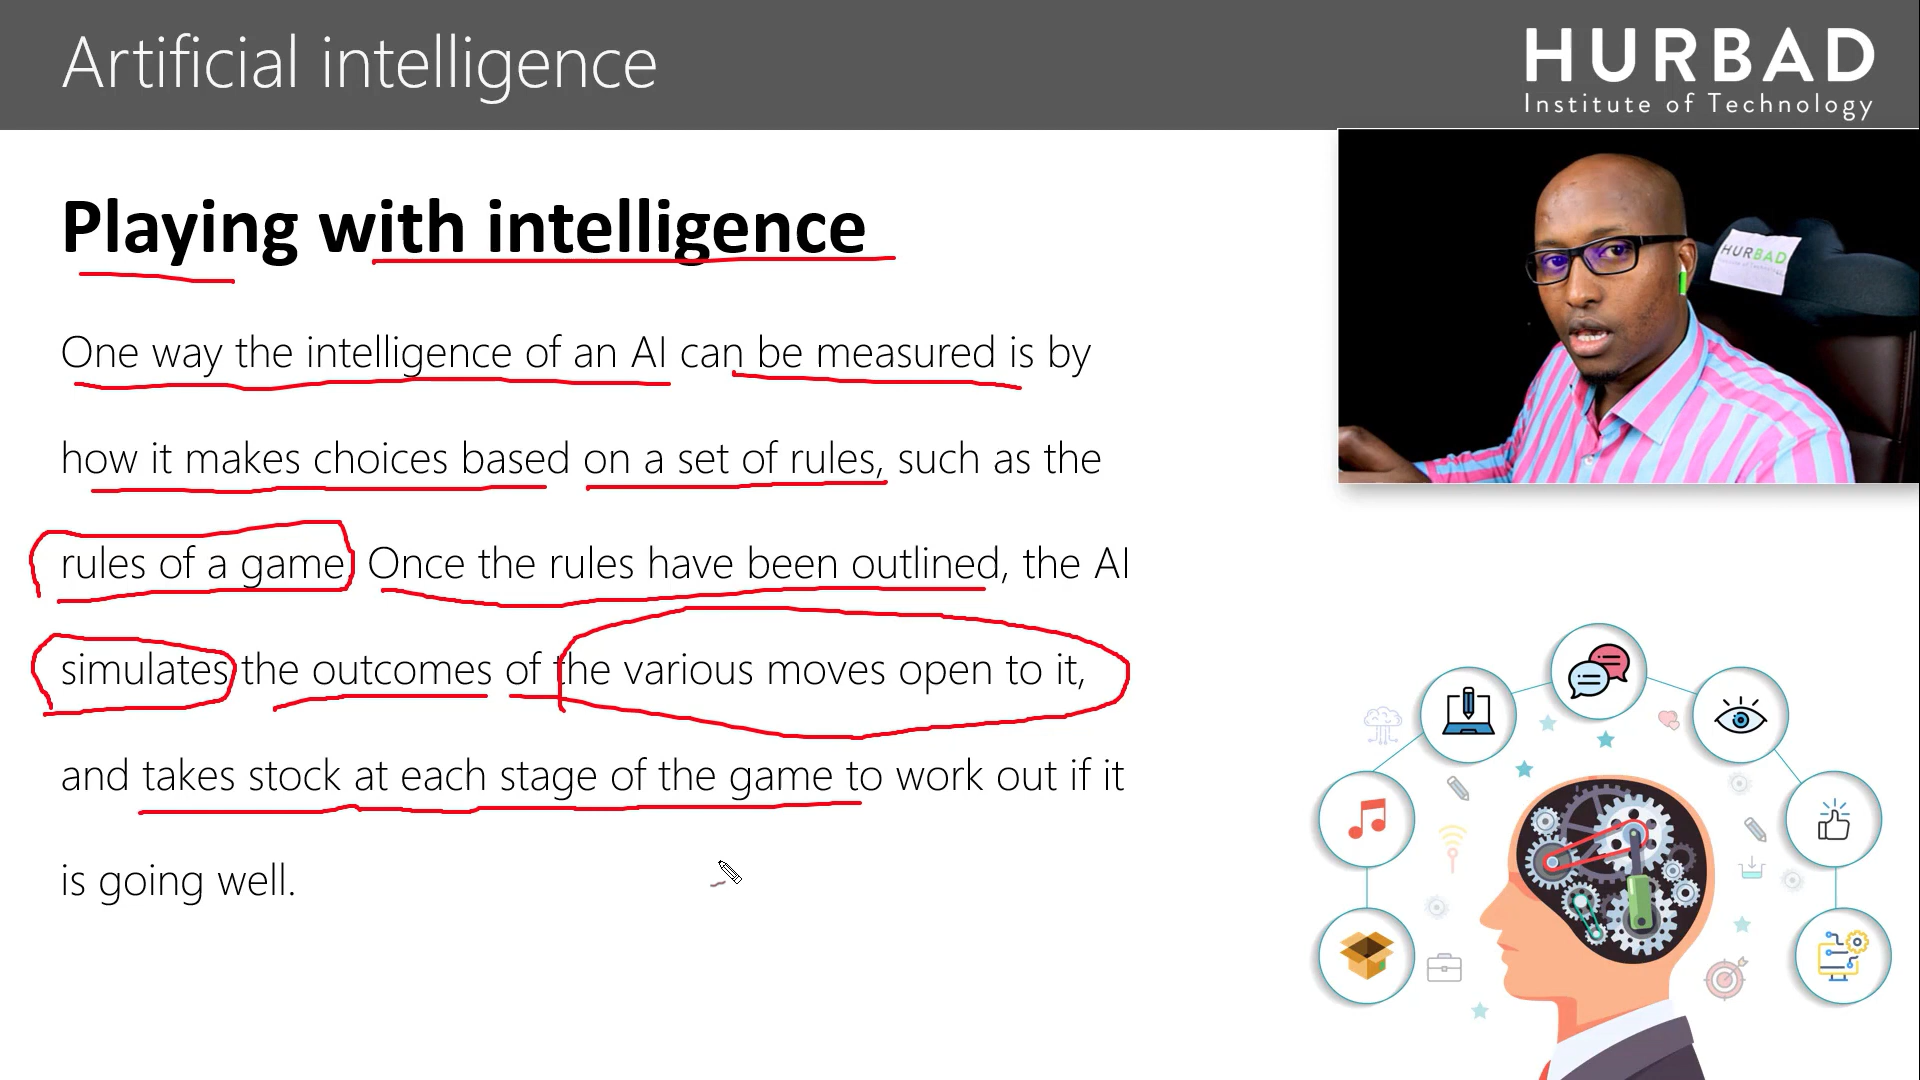 Artificial intelligence
HURBAD
Institute of Technology
Playing with intelligence
One way the intelligence of an AI can be measured is by
how it makes choices based on a set of rules, such as the
rules of a game. Once the rules have been outlined, the AI
simulates the outcomes of the various moves open to it,
and takes stock at each stage of the game to work out if it
is going well.
HURBAD
Institute of Technology